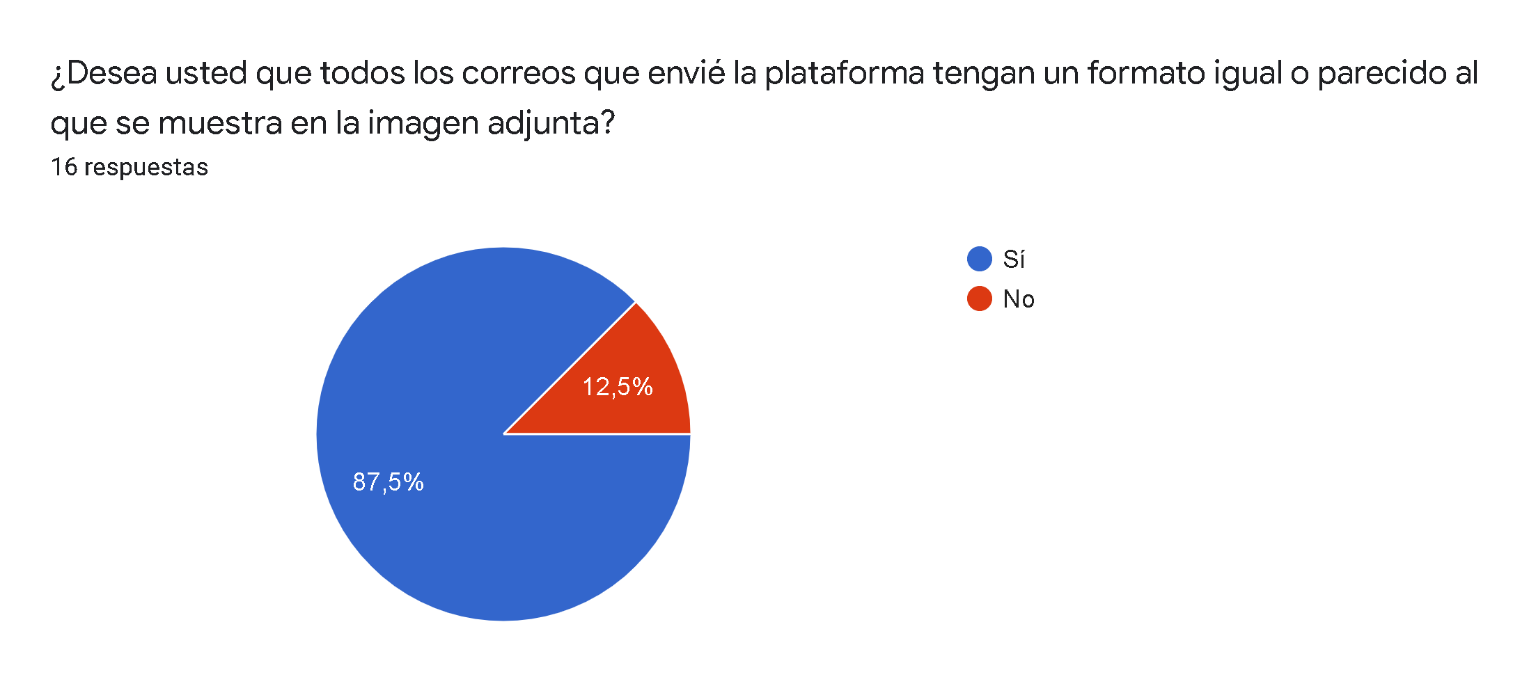 ¿Desea usted que todos los correos que envié la plataforma tengan un formato igual o parecido al
que se muestra en la imagen adjunta?
16 respuestas
Sí
No
12,5%
87,5%